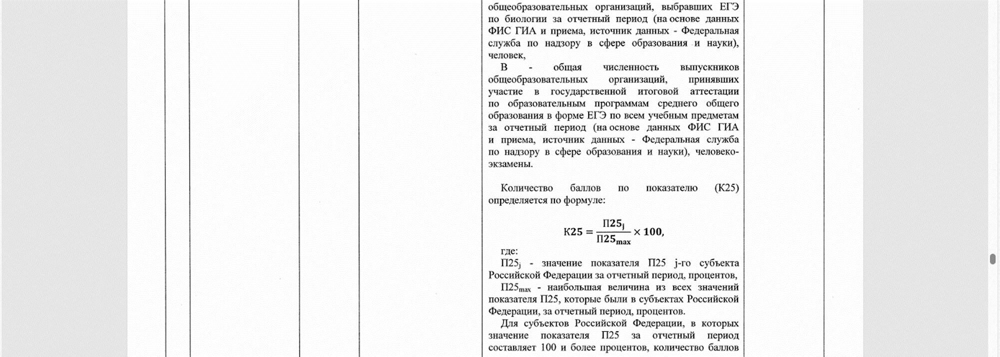 общеобразовательных организаций, выбравших ЕГЭ
по биологии за отчетный период (на основе данных
ФИС ГИА и приема, источник данных - Федеральная
служба по надзору в сфере образования и науки),
человек,
В - общая численность выпускников
общеобразовательных организаций, принявших
участие в государственной итоговой аттестации
по образовательным программам среднего общего
образования в форме ЕГЭ по всем учебным предметам
за отчетный период (на основе данных ФИС ГИА
и приема, источник данных - Федеральная служба
по надзору в сфере образования и науки), человеко-
экзамены.
Количество баллов по показателю (К25)
определяется по формуле:
К25 = П25j / П25max × 100,
где:
П25j - значение показателя П25 j-го субъекта
Российской Федерации за отчетный период, процентов,
П25max - наибольшая величина из всех значений
показателя П25, которые были в субъектах Российской
Федерации, за отчетный период, процентов.
Для субъектов Российской Федерации, в которых
значение показателя П25 за отчетный период
составляет 100 и более процентов, количество баллов